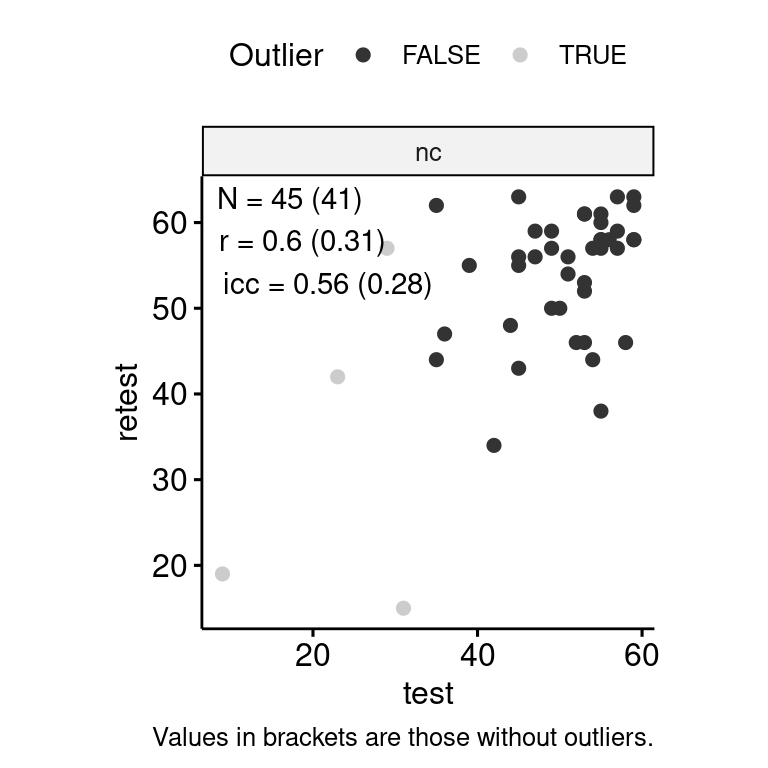 Outlier FALSE TRUE
nc
N = 45 (41)
r = 0.6 (0.31)
icc = 0.56 (0.28)
60
50
40
30
20
retest
20 40 60
test
Values in brackets are those without outliers.